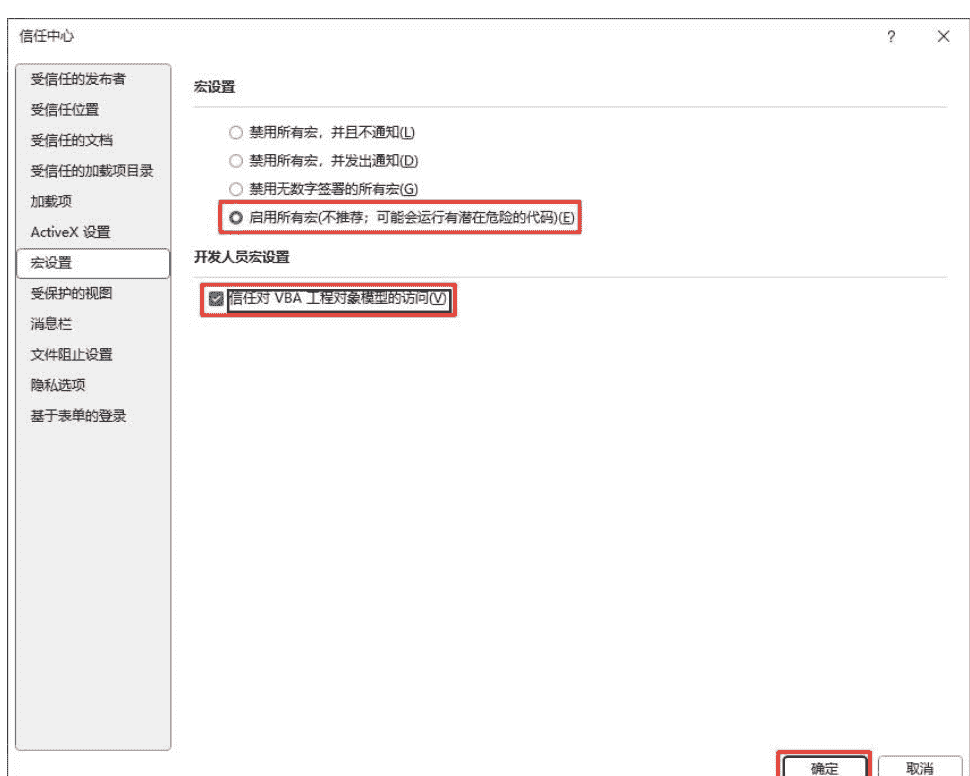 信任中心
?
受信任的发布者
受信任位置
受信任的文档
受信任的加载项目录
加载项
ActiveX 设置
宏设置
受保护的视图
消息栏
文件阻止设置
隐私选项
基于表单的登录
宏设置
禁用所有宏，并且不通知(L)
禁用所有宏，并发出通知(D)
禁用无数字签署的所有宏(G)
启用所有宏(不推荐；可能会运行有潜在危险的代码)(E)
开发人员宏设置
信任对 VBA 工程对象模型的访问(V)
确定
取消